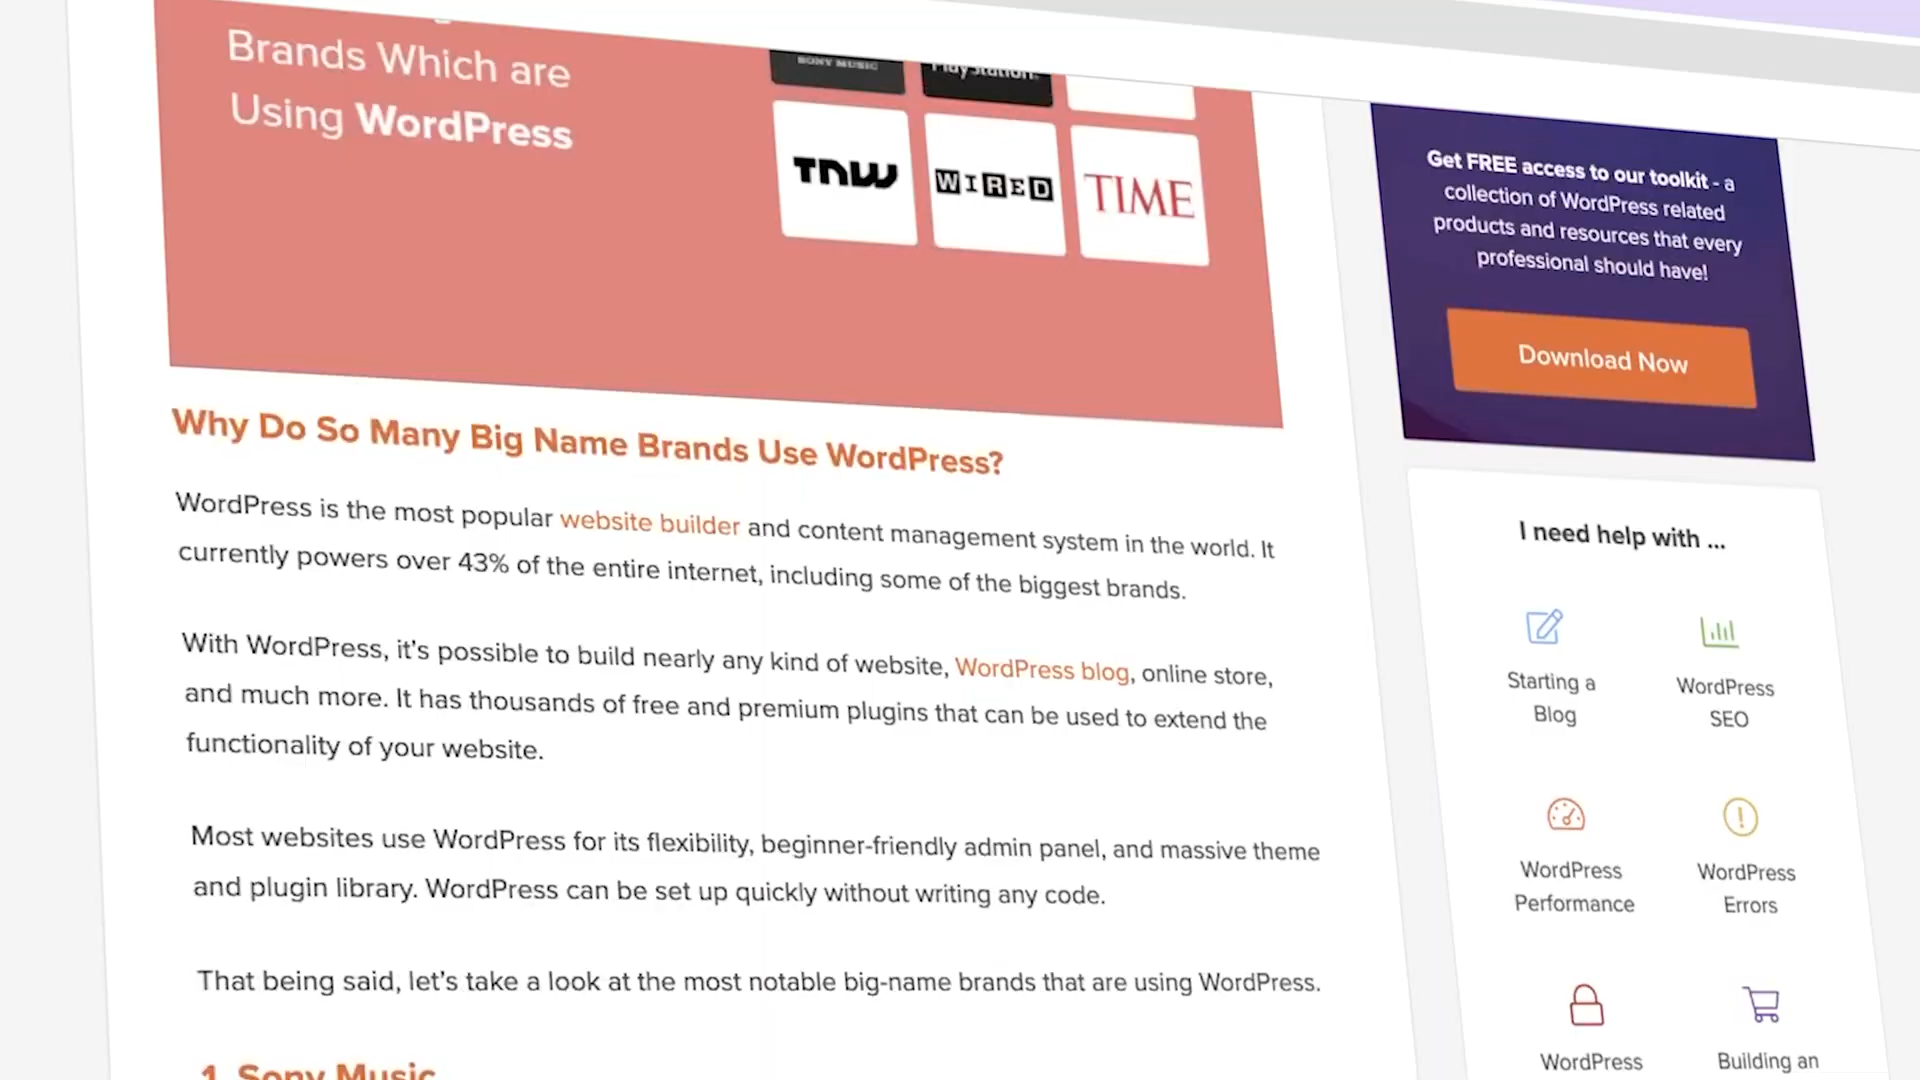 Brands Which are
Using WordPress
SONY MUSIC
PlayStation
TNW
WIRED
TIME
Why Do So Many Big Name Brands Use WordPress?
WordPress is the most popular website builder and content management system in the world. It
currently powers over 43% of the entire internet, including some of the biggest brands.
With WordPress, it's possible to build nearly any kind of website, WordPress blog, online store,
and much more. It has thousands of free and premium plugins that can be used to extend the
functionality of your website.
Most websites use WordPress for its flexibility, beginner-friendly admin panel, and massive theme
and plugin library. WordPress can be set up quickly without writing any code.
That being said, let's take a look at the most notable big-name brands that are using WordPress.
1. Sony Music
Get FREE access to our toolkit - a
collection of WordPress related
products and resources that every
professional should have!
Download Now
I need help with ...
Starting a
Blog
WordPress
SEO
WordPress
Performance
WordPress
Errors
WordPress
Building an